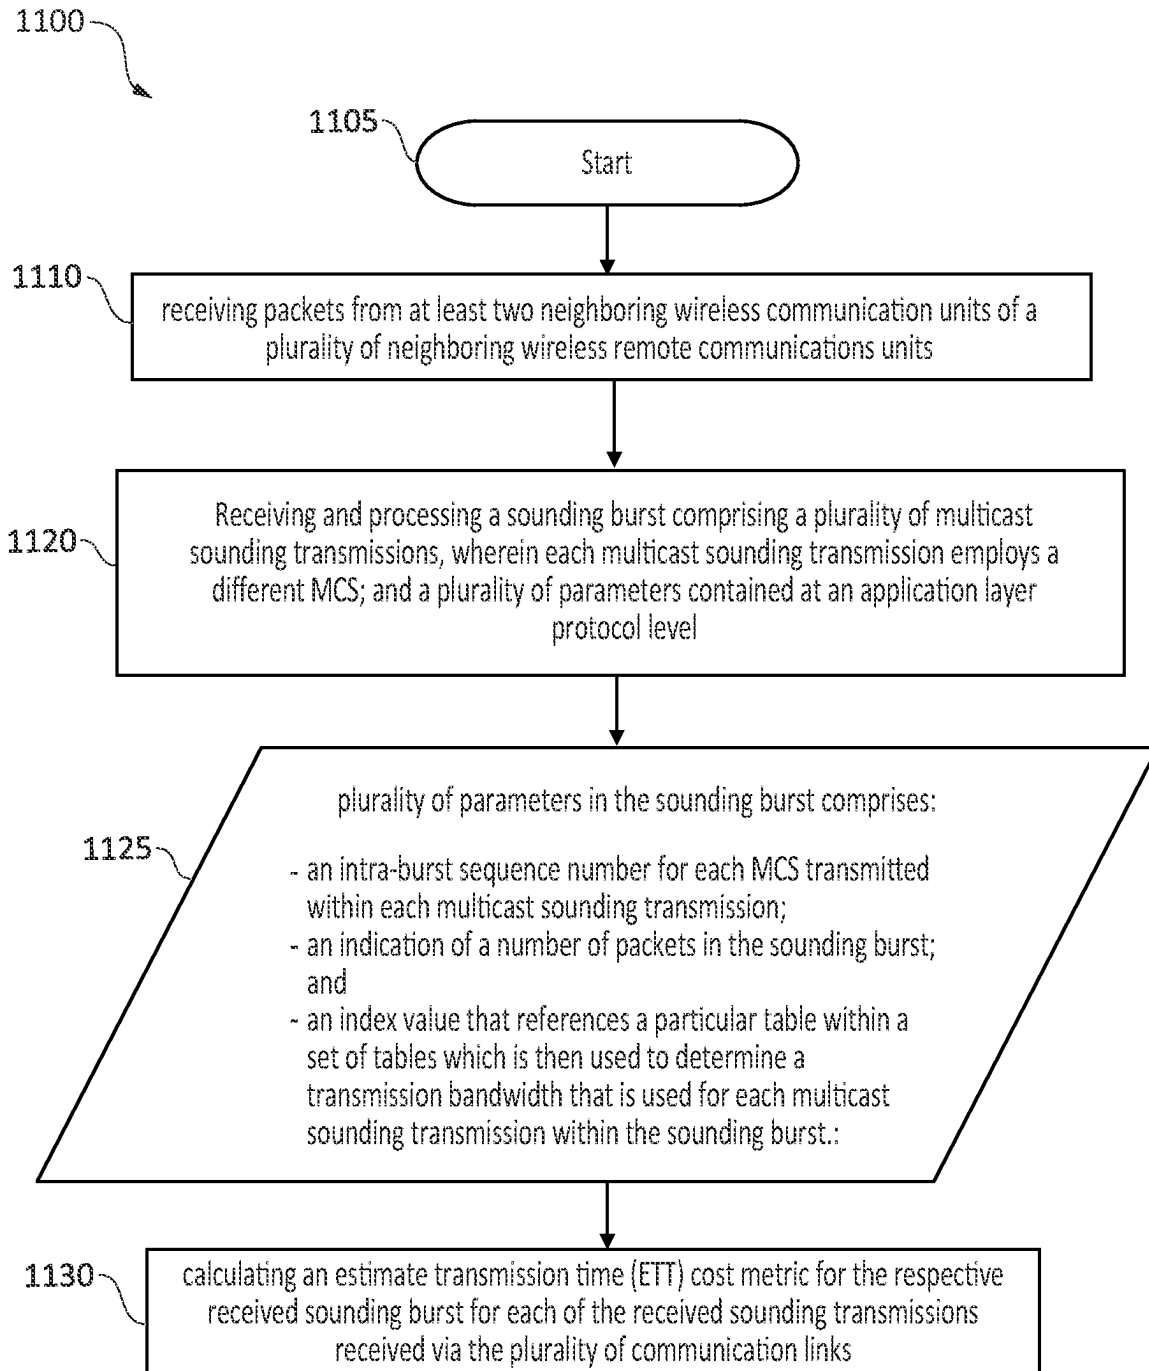 1100
1105
Start
1110
receiving packets from at least two neighboring wireless communication units of a
plurality of neighboring wireless remote communications units
1120
Receiving and processing a sounding burst comprising a plurality of multicast
sounding transmissions, wherein each multicast sounding transmission employs a
different MCS; and a plurality of parameters contained at an application layer
protocol level
1125
plurality of parameters in the sounding burst comprises:
- an intra-burst sequence number for each MCS transmitted
within each multicast sounding transmission;
- an indication of a number of packets in the sounding burst;
and
- an index value that references a particular table within a
set of tables which is then used to determine a
transmission bandwidth that is used for each multicast
sounding transmission within the sounding burst.:
1130
calculating an estimate transmission time (ETT) cost metric for the respective
received sounding burst for each of the received sounding transmissions
received via the plurality of communication links